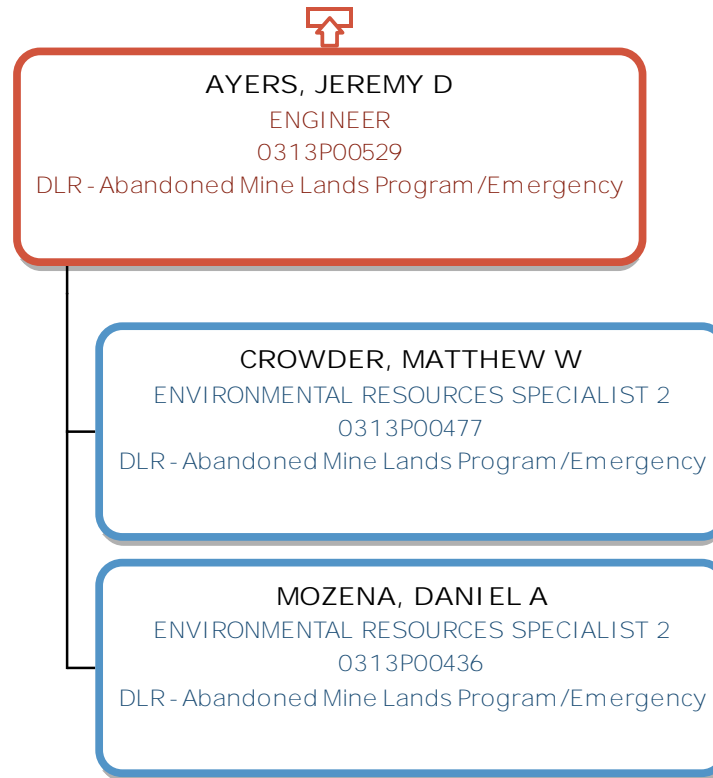 AYERS, JEREMY D
ENGINEER
0313P00529
DLR - Abandoned Mine Lands Program/Emergency
CROWDER, MATTHEW W
ENVIRONMENTAL RESOURCES SPECIALIST 2
0313P00477
DLR - Abandoned Mine Lands Program/Emergency
MOZENA, DANIEL A
ENVIRONMENTAL RESOURCES SPECIALIST 2
0313P00436
DLR - Abandoned Mine Lands Program/Emergency